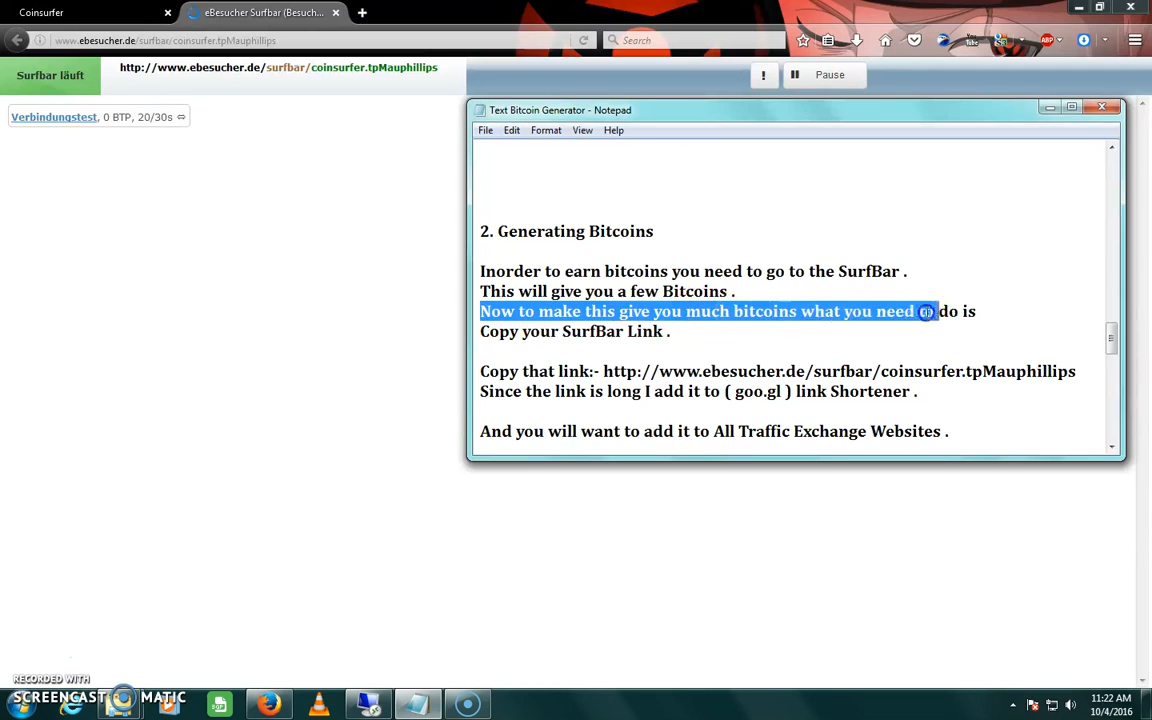 Coinsurfer
eBesucher Surfbar (Besuch...
www.ebesucher.de/surfbar/coinsurfer.tpMauphillips
Search
You
Tube
ABP
Surfbar läuft
http://www.ebesucher.de/surfbar/coinsurfer.tpMauphillips
!
Pause
Verbindungstest, 0 BTP, 20/30s
Text Bitcoin Generator - Notepad
File Edit Format View Help
2. Generating Bitcoins
Inorder to earn bitcoins you need to go to the SurfBar .
This will give you a few Bitcoins .
Now to make this give you much bitcoins what you need to do is
Copy your SurfBar Link .
Copy that link:- http://www.ebesucher.de/surfbar/coinsurfer.tpMauphillips
Since the link is long I add it to ( goo.gl ) link Shortener .
And you will want to add it to All Traffic Exchange Websites .
RECORDED WITH
SCREENCAST MATIC
11:22 AM
10/4/2016